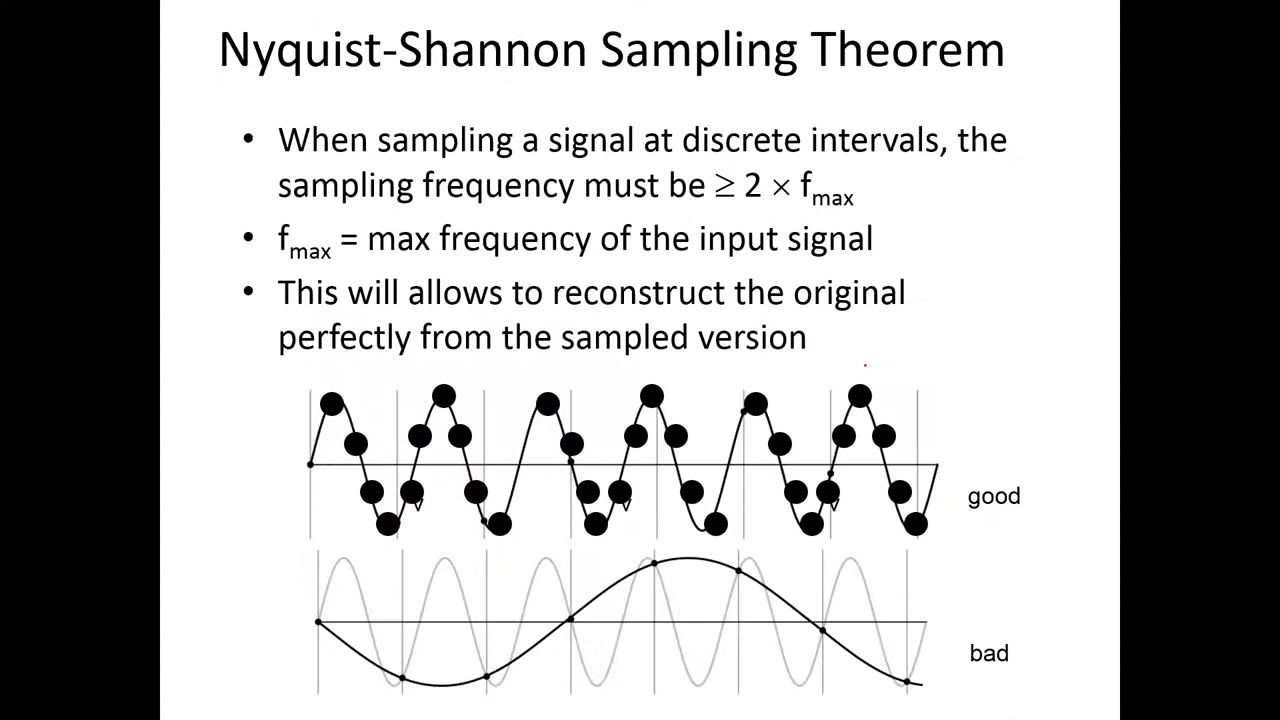 Nyquist-Shannon Sampling Theorem
• When sampling a signal at discrete intervals, the
sampling frequency must be ≥ 2 × fmax
• fmax = max frequency of the input signal
• This will allows to reconstruct the original
perfectly from the sampled version
good
bad